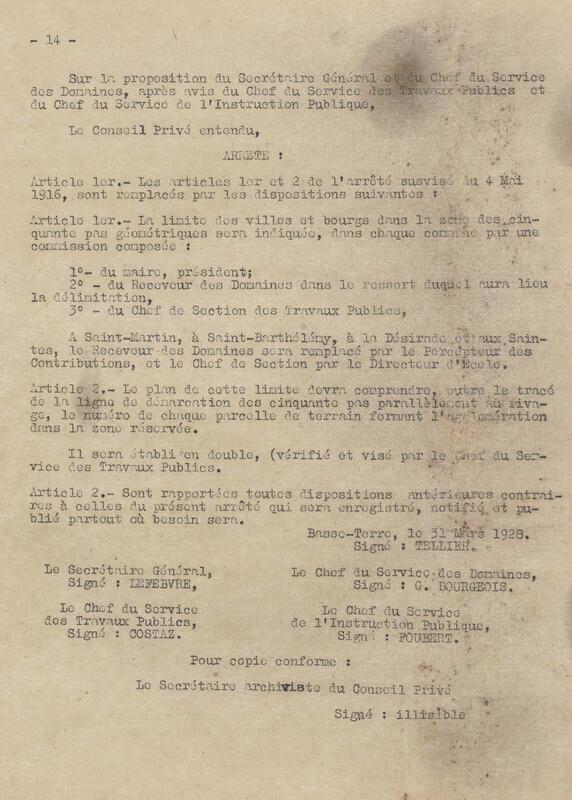 - 14 -
Sur la proposition du Secrétaire Général et du Chef du Service
des Domaines, après avis du Chef du Service des Travaux Publics et
du Chef du Service de l'Instruction Publique,
Le Conseil Privé entendu,
ARRETE :
Article 1er.- Les articles 1er et 2 de l'arrêté susvisé du 4 Mai
1916, sont remplacés par les dispositions suivantes :
Article 1er.- La limite des villes et bourgs dans la zone des cin-
quante pas géométriques sera indiquée, dans chaque commune par une
commission composée :
1°- du maire, président;
2° - du Receveur des Domaines dans le ressort duquel aura lieu
la délimitation,
3° - du Chef de Section des Travaux Publics,
A Saint-Martin, à Saint-Barthélémy, à la Désirade et aux Sain-
tes, le Receveur des Domaines sera remplacé par le Percepteur des
Contributions, et le Chef de Section par le Directeur d'Ecole.
Article 2.- Le plan de cette limite devra comprendre, outre le tracé
de la ligne de démarcation des cinquante pas parallèlement au riva-
ge, le numéro de chaque parcelle de terrain formant l'agglomération
dans la zone réservée.
Il sera établi en double, (vérifié et visé par le Chef du Ser-
vice des Travaux Publics.
Article 2.- Sont rapportées toutes dispositions antérieures contrai-
res à celles du présent arrêté qui sera enregistré, notifié et pu-
blié partout où besoin sera.
Basse-Terre, le 31 Mars 1928.
Signé : TELLIER.
Le Secrétaire Général,
Signé : LEFEBVRE,
Le Chef du Service des Domaines,
Signé : G. BOURGEOIS.
Le Chef du Service
des Travaux Publics,
Signé : COSTAZ.
Le Chef du Service
de l'Instruction Publique,
Signé : FOUBERT.
Pour copie conforme :
Le Secrétaire archiviste du Conseil Privé
Signé : illisible